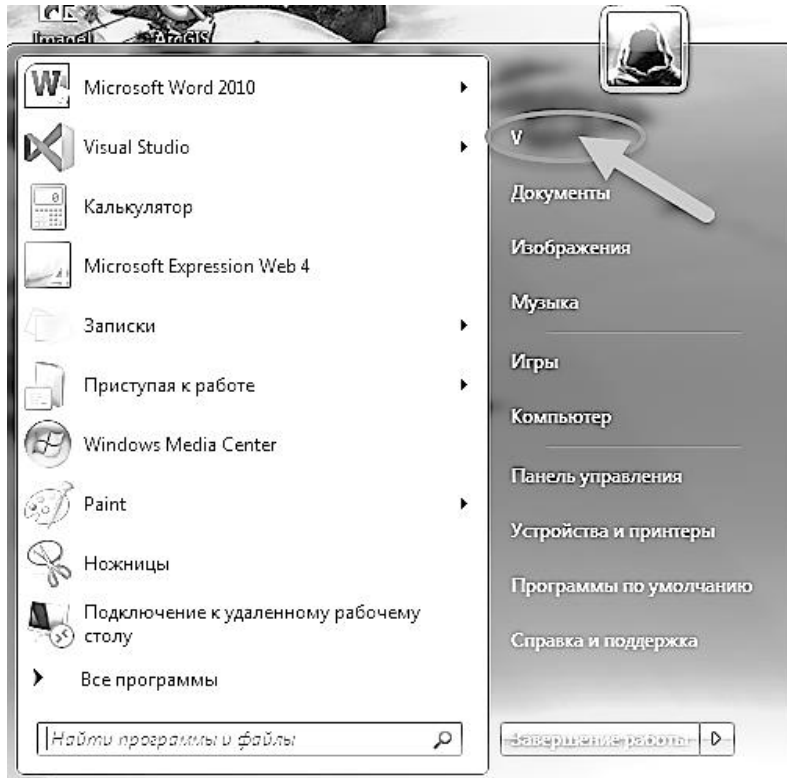 ArcGIS
Microsoft Word 2010
Visual Studio
Калькулятор
Microsoft Expression Web 4
Записки
Приступая к работе
Windows Media Center
Paint
Ножницы
Подключение к удаленному рабочему
столу
Все программы
Найти программы и файлы
V
Документы
Изображения
Музыка
Игры
Компьютер
Панель управления
Устройства и принтеры
Программы по умолчанию
Справка и поддержка
Завершение работы